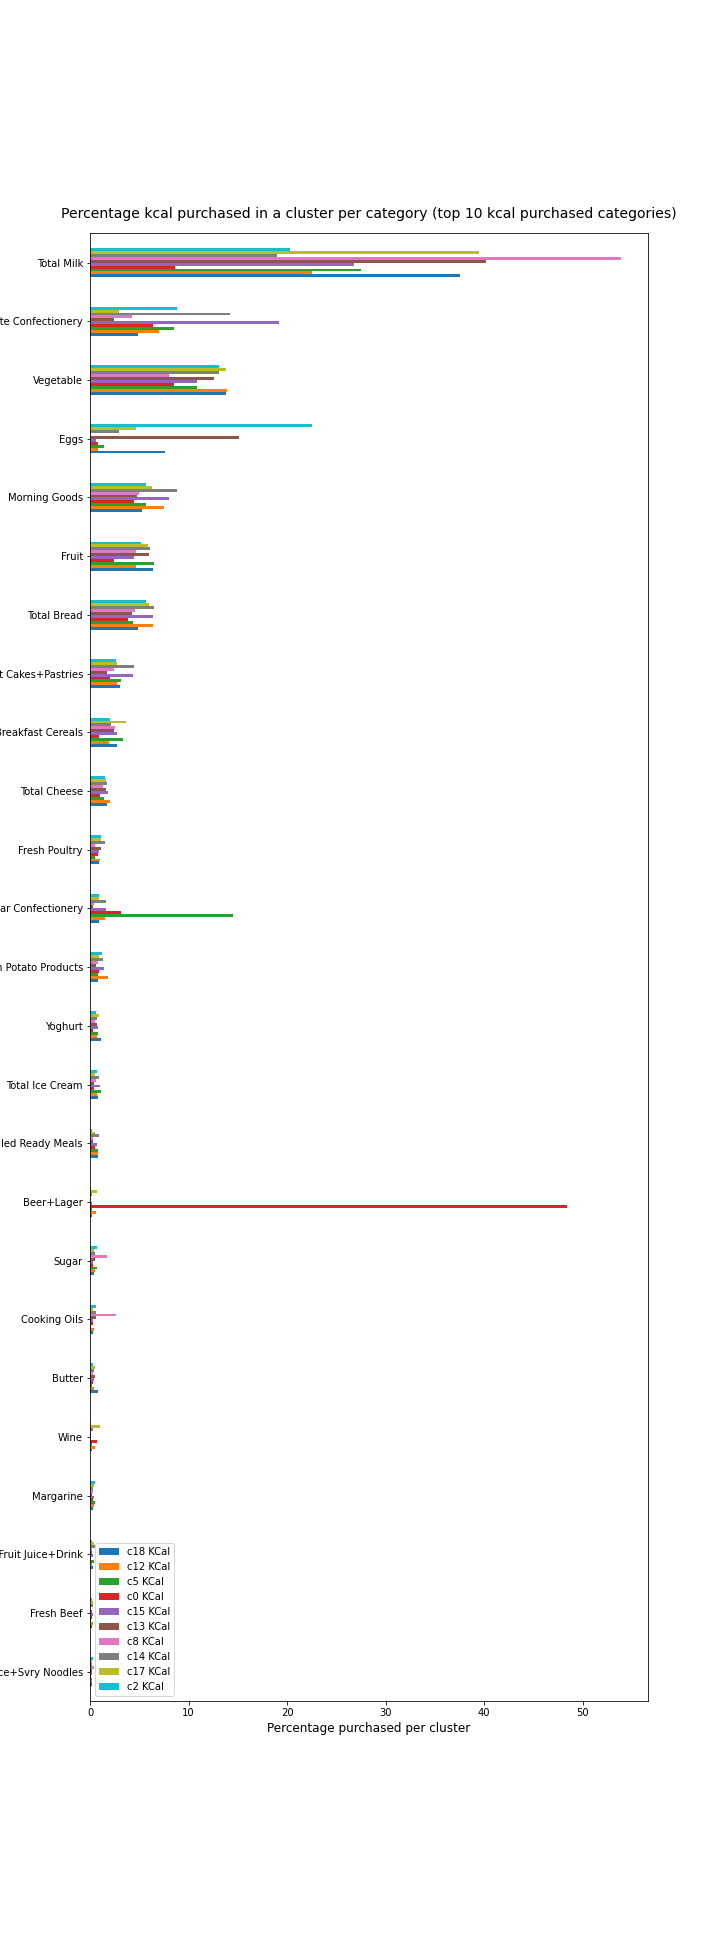 Percentage kcal purchased in a cluster per category (top 10 kcal purchased categories)
Total Milk
te Confectionery
Vegetable
Eggs
Morning Goods
Fruit
Total Bread
t Cakes+Pastries
Breakfast Cereals
Total Cheese
Fresh Poultry
ar Confectionery
n Potato Products
Yoghurt
Total Ice Cream
lled Ready Meals
Beer+Lager
Sugar
Cooking Oils
Butter
Wine
Margarine
Fruit Juice+Drink
Fresh Beef
ce+Svry Noodles
c18 KCal
c12 KCal
c5 KCal
c0 KCal
c15 KCal
c13 KCal
c8 KCal
c14 KCal
c17 KCal
c2 KCal
0 10 20 30 40 50
Percentage purchased per cluster